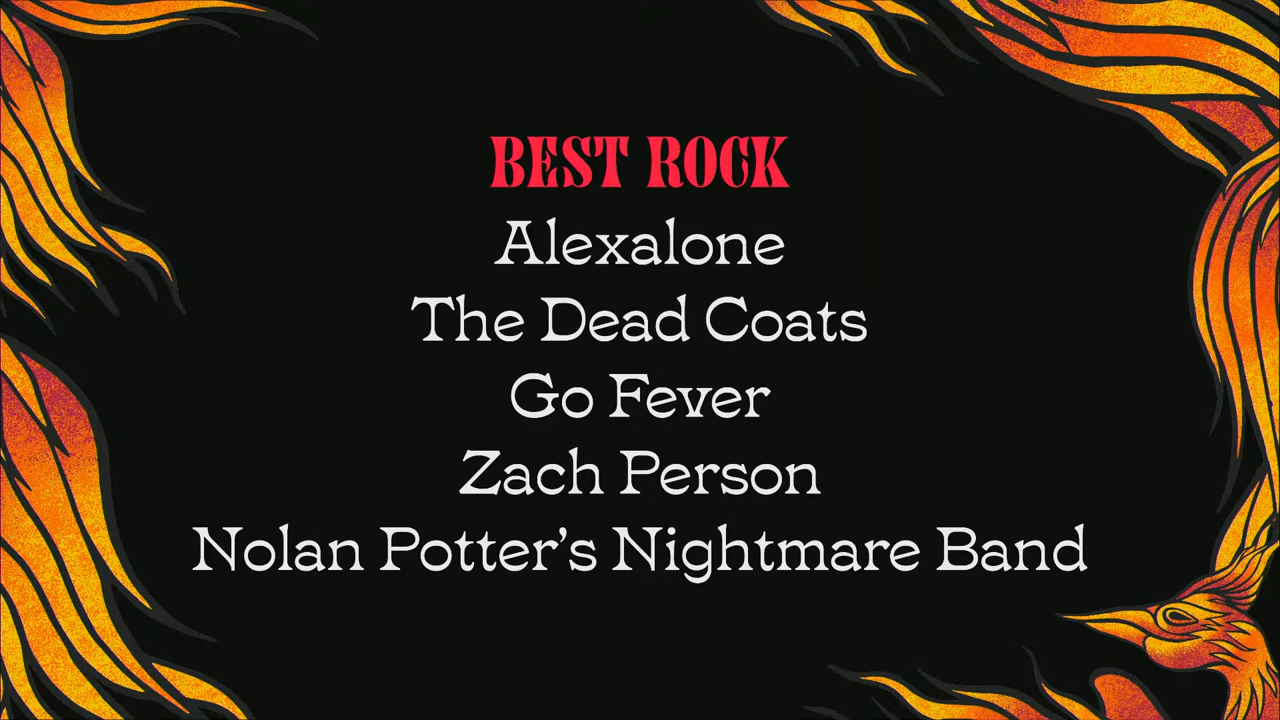 BEST ROCK
Alexalone
The Dead Coats
Go Fever
Zach Person
Nolan Potter’s Nightmare Band